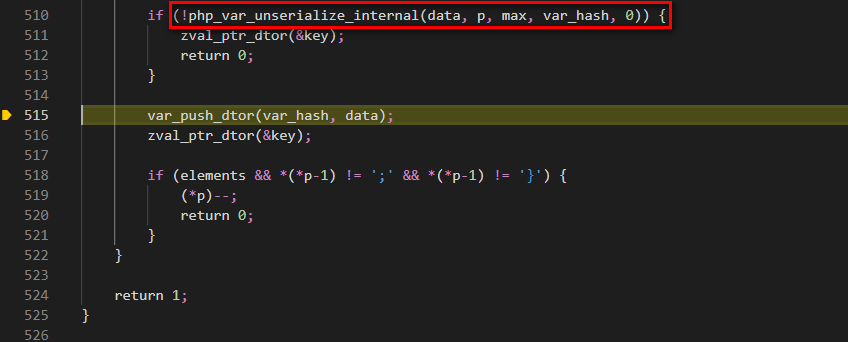 510 if (!php_var_unserialize_internal(data, p, max, var_hash, 0)) {
511 zval_ptr_dtor(&key);
512 return 0;
513 }
514
515 var_push_dtor(var_hash, data);
516 zval_ptr_dtor(&key);
517
518 if (elements && *(*p-1) != ';' && *(*p-1) != '}') {
519 (*p)--;
520 return 0;
521 }
522 }
523
524 return 1;
525 }
526